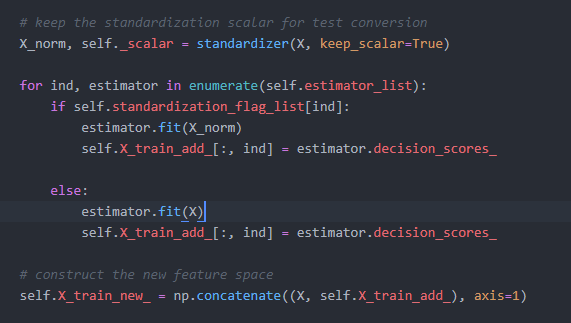 # keep the standardization scalar for test conversion
X_norm, self._scalar = standardizer(X, keep_scalar=True)
for ind, estimator in enumerate(self.estimator_list):
    if self.standardization_flag_list[ind]:
        estimator.fit(X_norm)
        self.X_train_add_[:, ind] = estimator.decision_scores_
    else:
        estimator.fit(X)
        self.X_train_add_[:, ind] = estimator.decision_scores_
# construct the new feature space
self.X_train_new_ = np.concatenate((X, self.X_train_add_), axis=1)